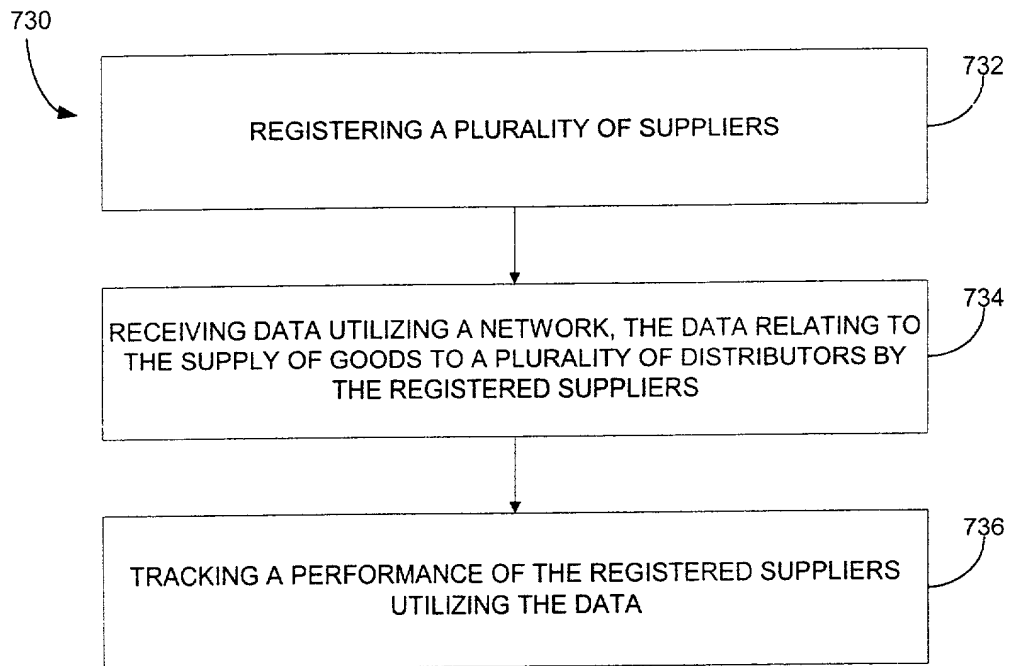 730
732
REGISTERING A PLURALITY OF SUPPLIERS
734
RECEIVING DATA UTILIZING A NETWORK, THE DATA RELATING TO
THE SUPPLY OF GOODS TO A PLURALITY OF DISTRIBUTORS BY
THE REGISTERED SUPPLIERS
736
TRACKING A PERFORMANCE OF THE REGISTERED SUPPLIERS
UTILIZING THE DATA